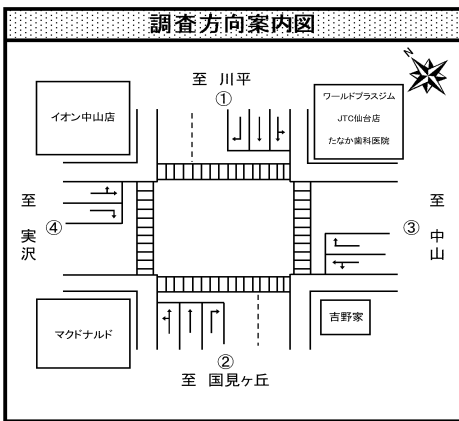 調査方向案内図
N
至 川平
①
イオン中山店
ワールドプラスジム
JTC仙台店
たなか歯科医院
至 実沢
④
③
至 中山
マクドナルド
吉野家
②
至 国見ヶ丘